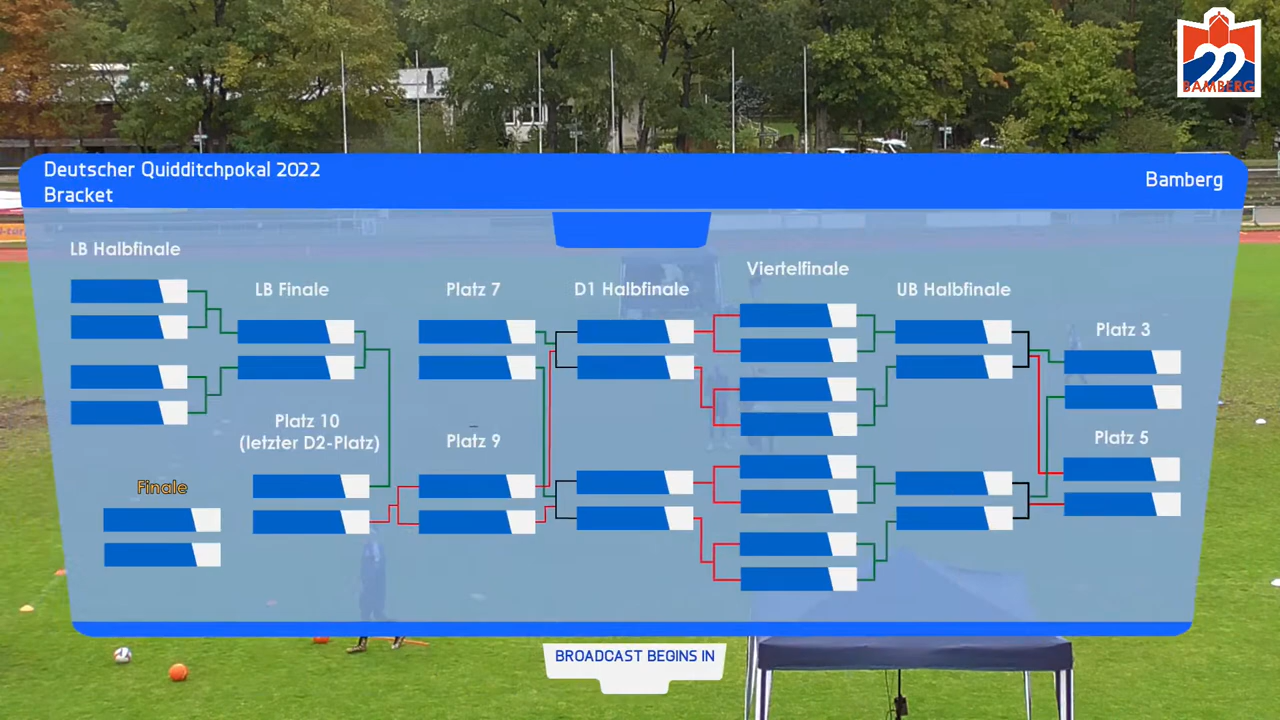 BAMBERG
Deutscher Quidditchpokal 2022
Bracket
Bamberg
LB Halbfinale
LB Finale
Platz 7
D1 Halbfinale
Viertelfinale
UB Halbfinale
Platz 3
Platz 10
(letzter D2-Platz)
Platz 9
Platz 5
Finale
BROADCAST BEGINS IN